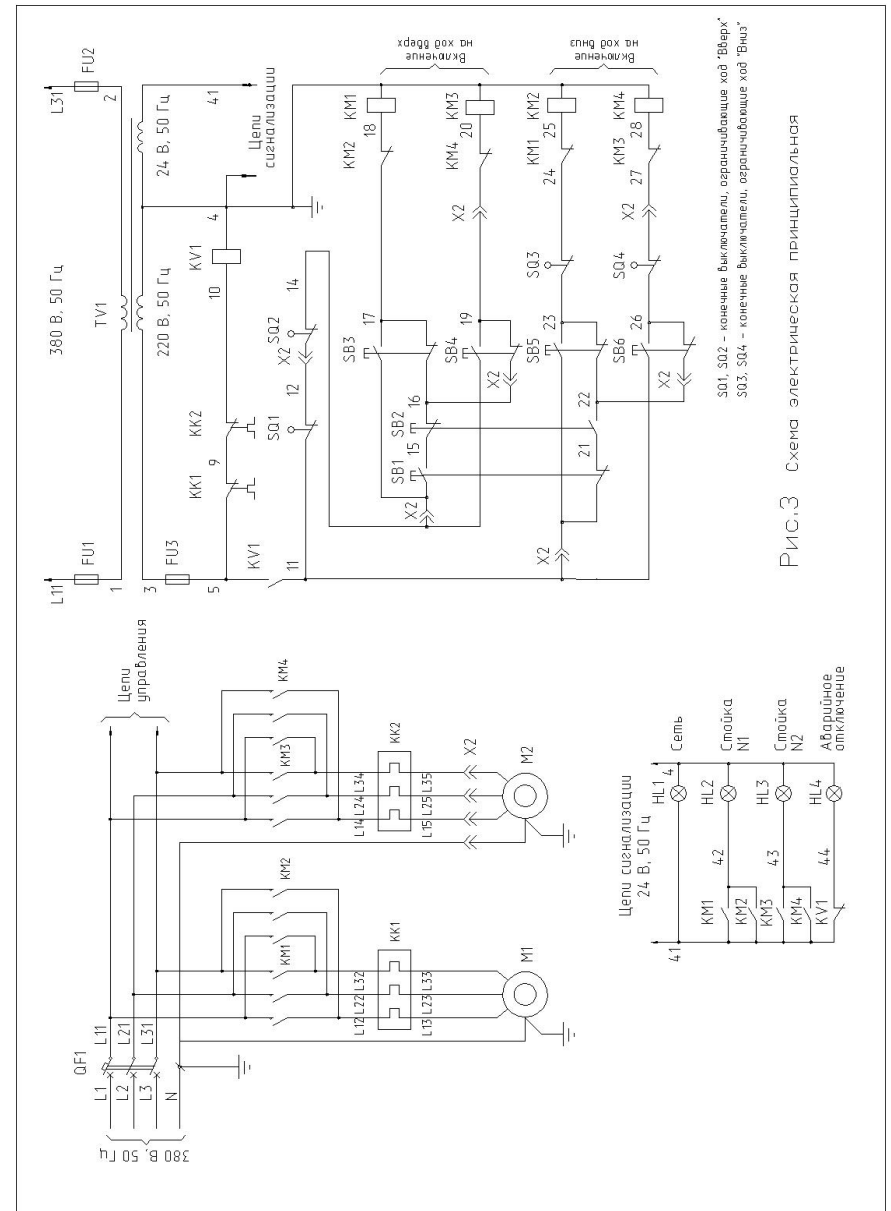 380 В, 50 Гц
L1
L2
L3
N
QF1
L11
L21
L31
Цепи
управления
KM1
KM2
L12
L22
L32
KK1
L13
L23
L33
M1
KM3
KM4
L14
L24
L34
KK2
L15
L25
L35
X2
M2
Цепи сигнализации
24 В, 50 Гц
41
4
HL1
Сеть
KM1
KM2
42
HL2
Стойка
N1
KM3
KM4
43
HL3
Стойка
N2
KV1
44
HL4
Аварийное
отключение
L11
FU1
1
380 В, 50 Гц
TV1
L31
FU2
2
3
FU3
220 В, 50 Гц
24 В, 50 Гц
41
5
KK1
9
KK2
10
KV1
4
Цепи
сигнализации
KV1
11
SQ1
12
X2
SQ2
14
X2
SB1
15
SB2
16
SB3
17
KM2
18
KM1
X2
SB4
19
X2
KM4
20
KM3
Включение
на ход вверх
X2
21
22
SB5
23
SQ3
24
KM1
25
KM2
X2
SB6
26
SQ4
X2
27
KM3
28
KM4
Включение
на ход вниз
SQ1, SQ2 – конечные выключатели, ограничивающие ход "Вверх"
SQ3, SQ4 – конечные выключатели, ограничивающие ход "Вниз"
Рис.3 Схема электрическая принципиальная